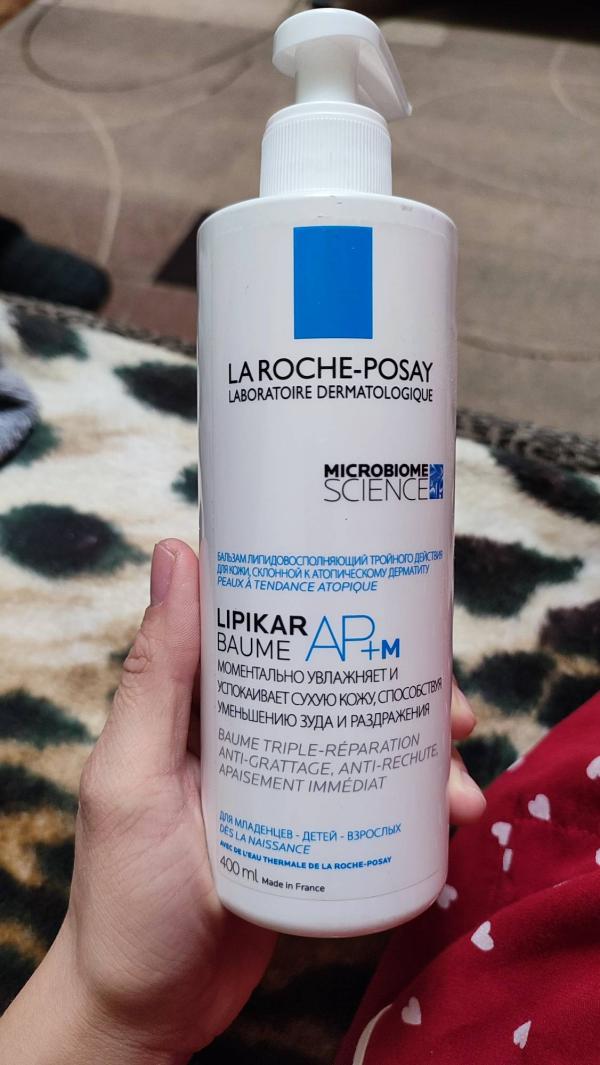 LA ROCHE-POSAY
LABORATOIRE DERMATOLOGIQUE
MICROBIOME
SCIENCE
БАЛЬЗАМ ЛИПИДОВОСПОЛНЯЮЩИЙ ТРОЙНОГО ДЕЙСТВИЯ
ДЛЯ КОЖИ, СКЛОННОЙ К АТОПИЧЕСКОМУ ДЕРМАТИТУ
PEAUX À TENDANCE ATOPIQUE
LIPIKAR
BAUME AP+M
МОМЕНТАЛЬНО УВЛАЖНЯЕТ И
УСПОКАИВАЕТ СУХУЮ КОЖУ, СПОСОБСТВУЯ
УМЕНЬШЕНИЮ ЗУДА И РАЗДРАЖЕНИЯ
BAUME TRIPLE-RÉPARATION
ANTI-GRATTAGE, ANTI-RECHUTE,
APAISEMENT IMMÉDIAT
ДЛЯ МЛАДЕНЦЕВ - ДЕТЕЙ - ВЗРОСЛЫХ
DÈS LA NAISSANCE
AVEC DE L'EAU THERMALE DE LA ROCHE-POSAY
400 ml Made in France